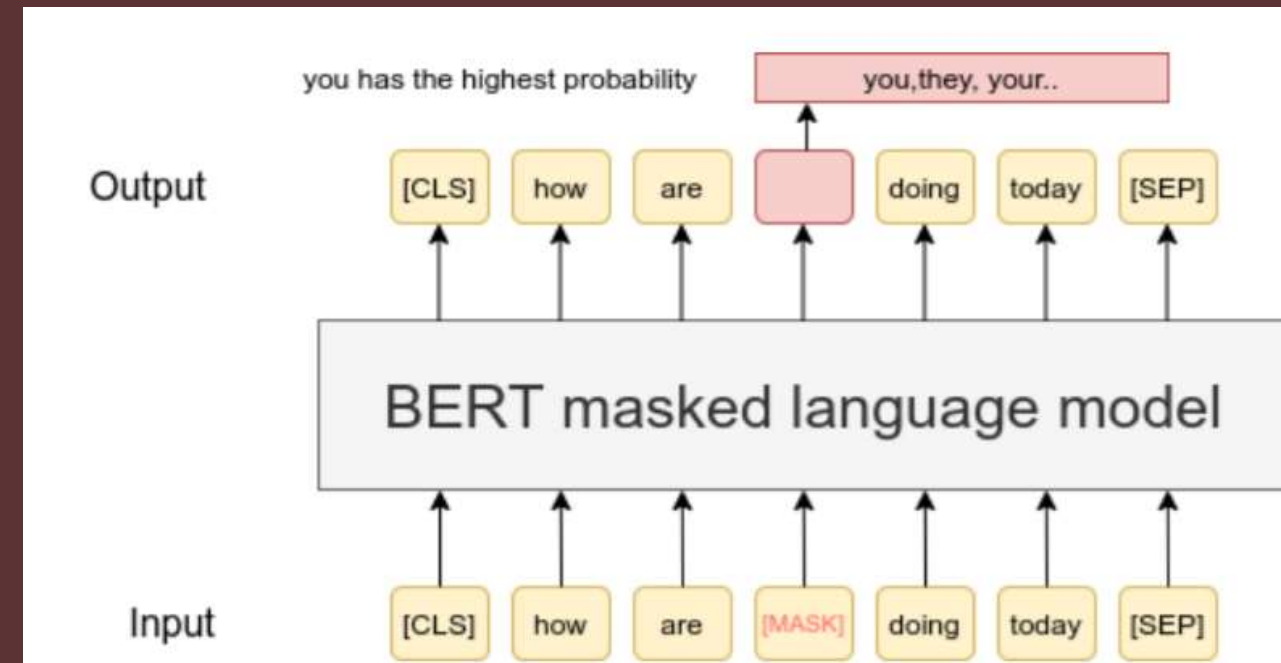 you has the highest probability you,they, your..
Output [CLS] how are doing today [SEP]
BERT masked language model
Input [CLS] how are [MASK] doing today [SEP]